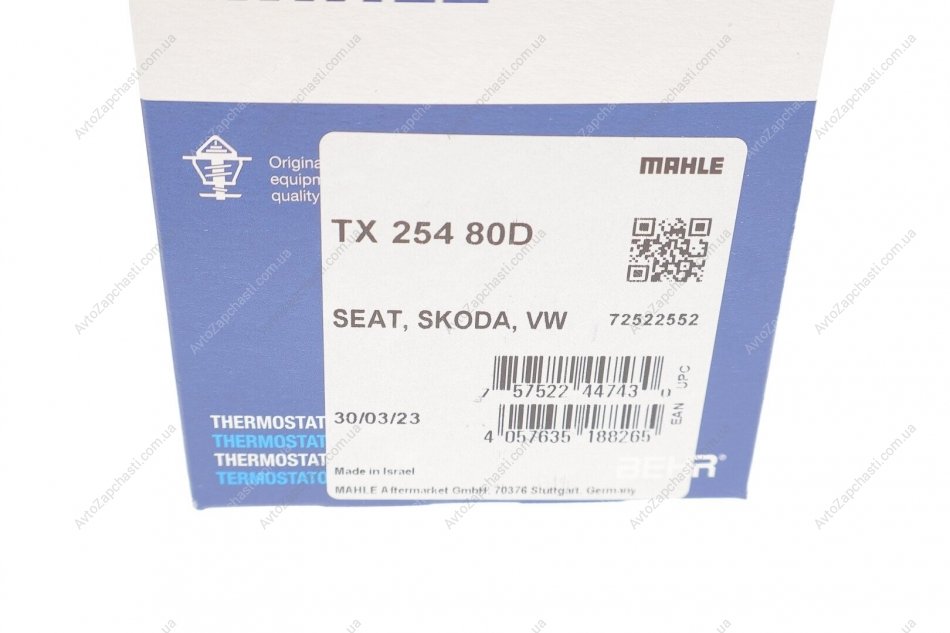 Origina
equipm
quality
MAHLE
TX 254 80D
SEAT, SKODA, VW
72522552
7 57522 44743 0
UPC
30/03/23
4 057635 188265
EAN
THERMOSTAT
THERMOSTAT
THERMOSTAT
TERMOSTATO
BEHR
Made in Israel
MAHLE Aftermarket GmbH, 70376 Stuttgart, Germany
AvtoZapchasti.com.ua